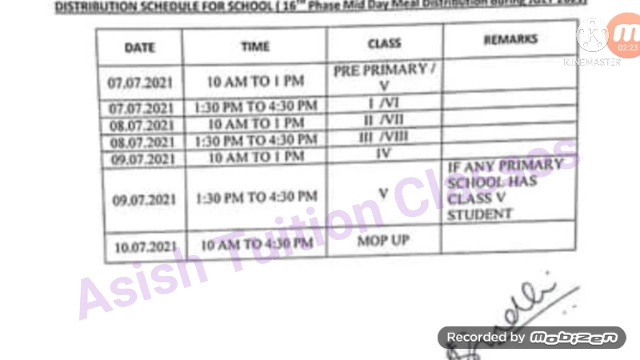 DISTRIBUTION SCHEDULE FOR SCHOOL ( 16TH Phase Mid Day Meal Distribution during JULY 2021)
DATE TIME CLASS REMARKS
07.07.2021 10 AM TO 1 PM PRE PRIMARY / V
07.07.2021 1:30 PM TO 4:30 PM I /VI
08.07.2021 10 AM TO 1 PM II /VII
08.07.2021 1:30 PM TO 4:30 PM III /VIII
09.07.2021 10 AM TO 1 PM IV
09.07.2021 1:30 PM TO 4:30 PM V IF ANY PRIMARY
SCHOOL HAS
CLASS V
STUDENT
10.07.2021 10 AM TO 4:30 PM MOP UP
Asish Tuition Classes
KINEMASTER
02:23
Recorded by Mobizen